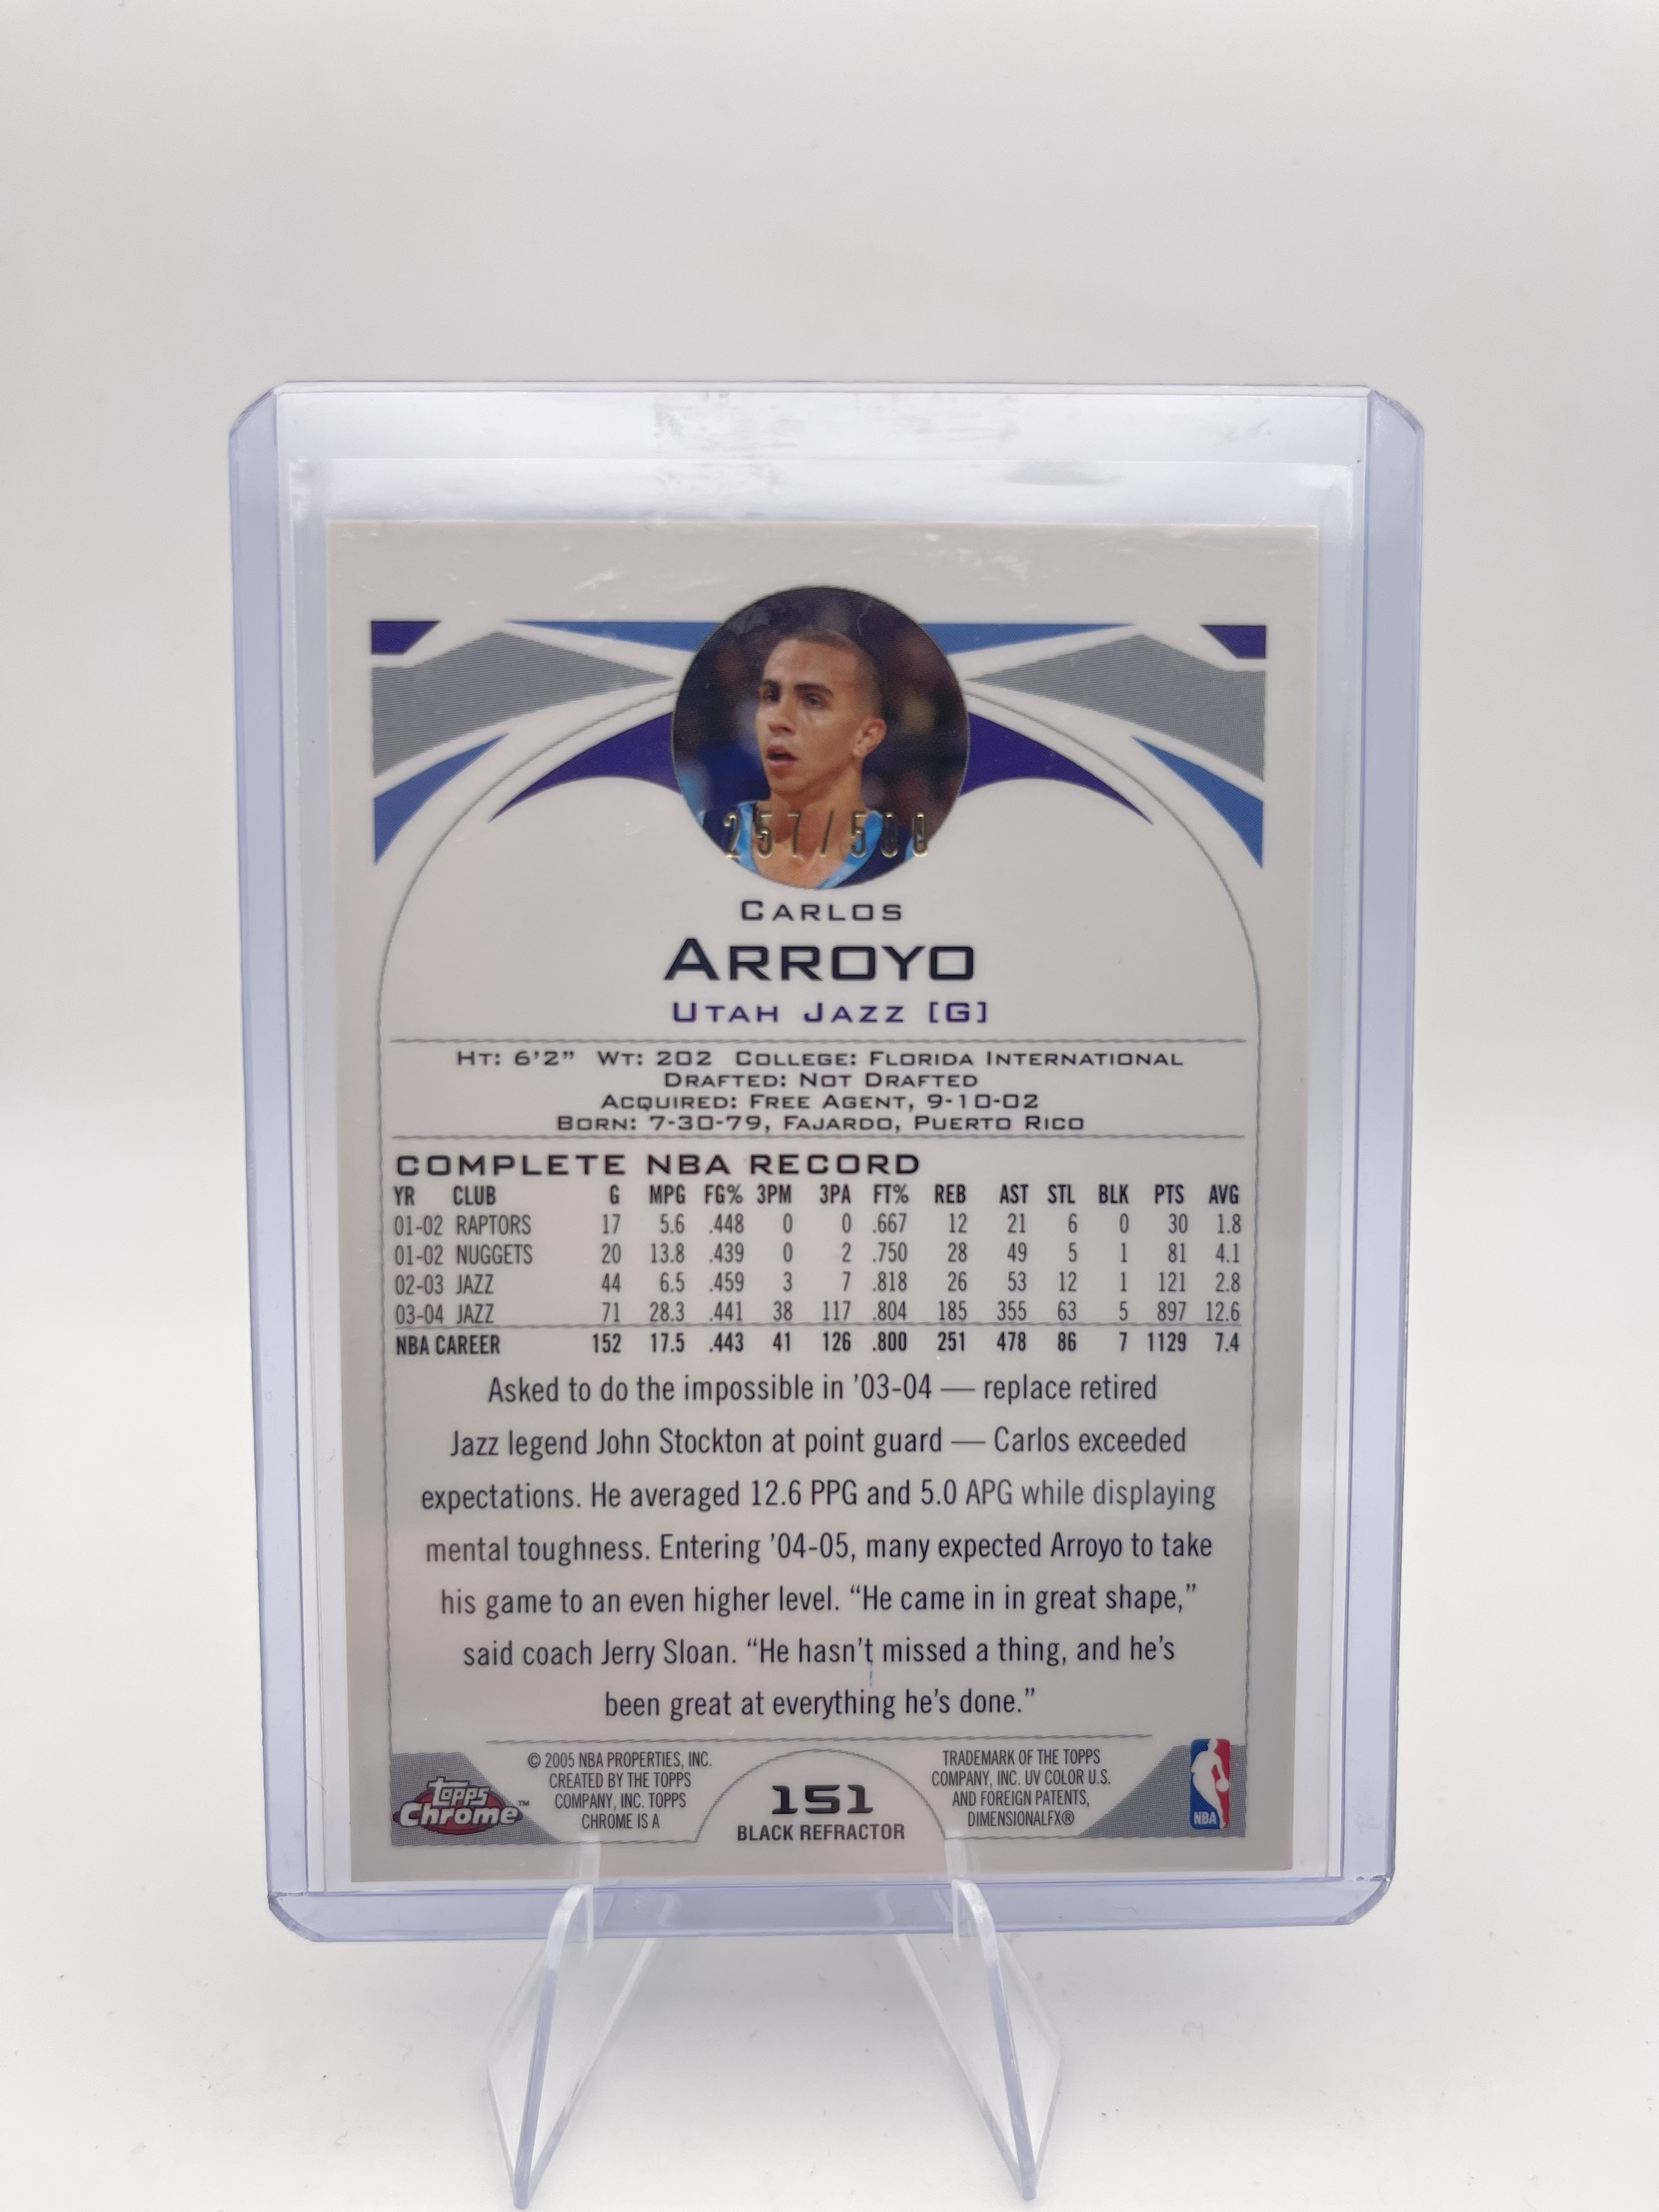 257/500
CARLOS
ARROYO
UTAH JAZZ [G]
HT: 6'2" WT: 202 COLLEGE: FLORIDA INTERNATIONAL
DRAFTED: NOT DRAFTED
ACQUIRED: FREE AGENT, 9-10-02
BORN: 7-30-79, FAJARDO, PUERTO RICO
COMPLETE NBA RECORD
YR CLUB G MPG FG% 3PM 3PA FT% REB AST STL BLK PTS AVG
01-02 RAPTORS 17 5.6 .448 0 0 .667 12 21 6 0 30 1.8
01-02 NUGGETS 20 13.8 .439 0 2 .750 28 49 5 1 81 4.1
02-03 JAZZ 44 6.5 .459 3 7 .818 26 53 12 1 121 2.8
03-04 JAZZ 71 28.3 .441 38 117 .804 185 355 63 5 897 12.6
NBA CAREER 152 17.5 .443 41 126 .800 251 478 86 7 1129 7.4
Asked to do the impossible in '03-04 — replace retired
Jazz legend John Stockton at point guard — Carlos exceeded
expectations. He averaged 12.6 PPG and 5.0 APG while displaying
mental toughness. Entering '04-05, many expected Arroyo to take
his game to an even higher level. “He came in in great shape,”
said coach Jerry Sloan. “He hasn't missed a thing, and he's
been great at everything he's done.”
© 2005 NBA PROPERTIES, INC.
CREATED BY THE TOPPS
COMPANY, INC. TOPPS
CHROME IS A
TRADEMARK OF THE TOPPS
COMPANY, INC. UV COLOR U.S.
AND FOREIGN PATENTS,
DIMENSIONALFX®
Topps
Chrome™
151
BLACK REFRACTOR
NBA